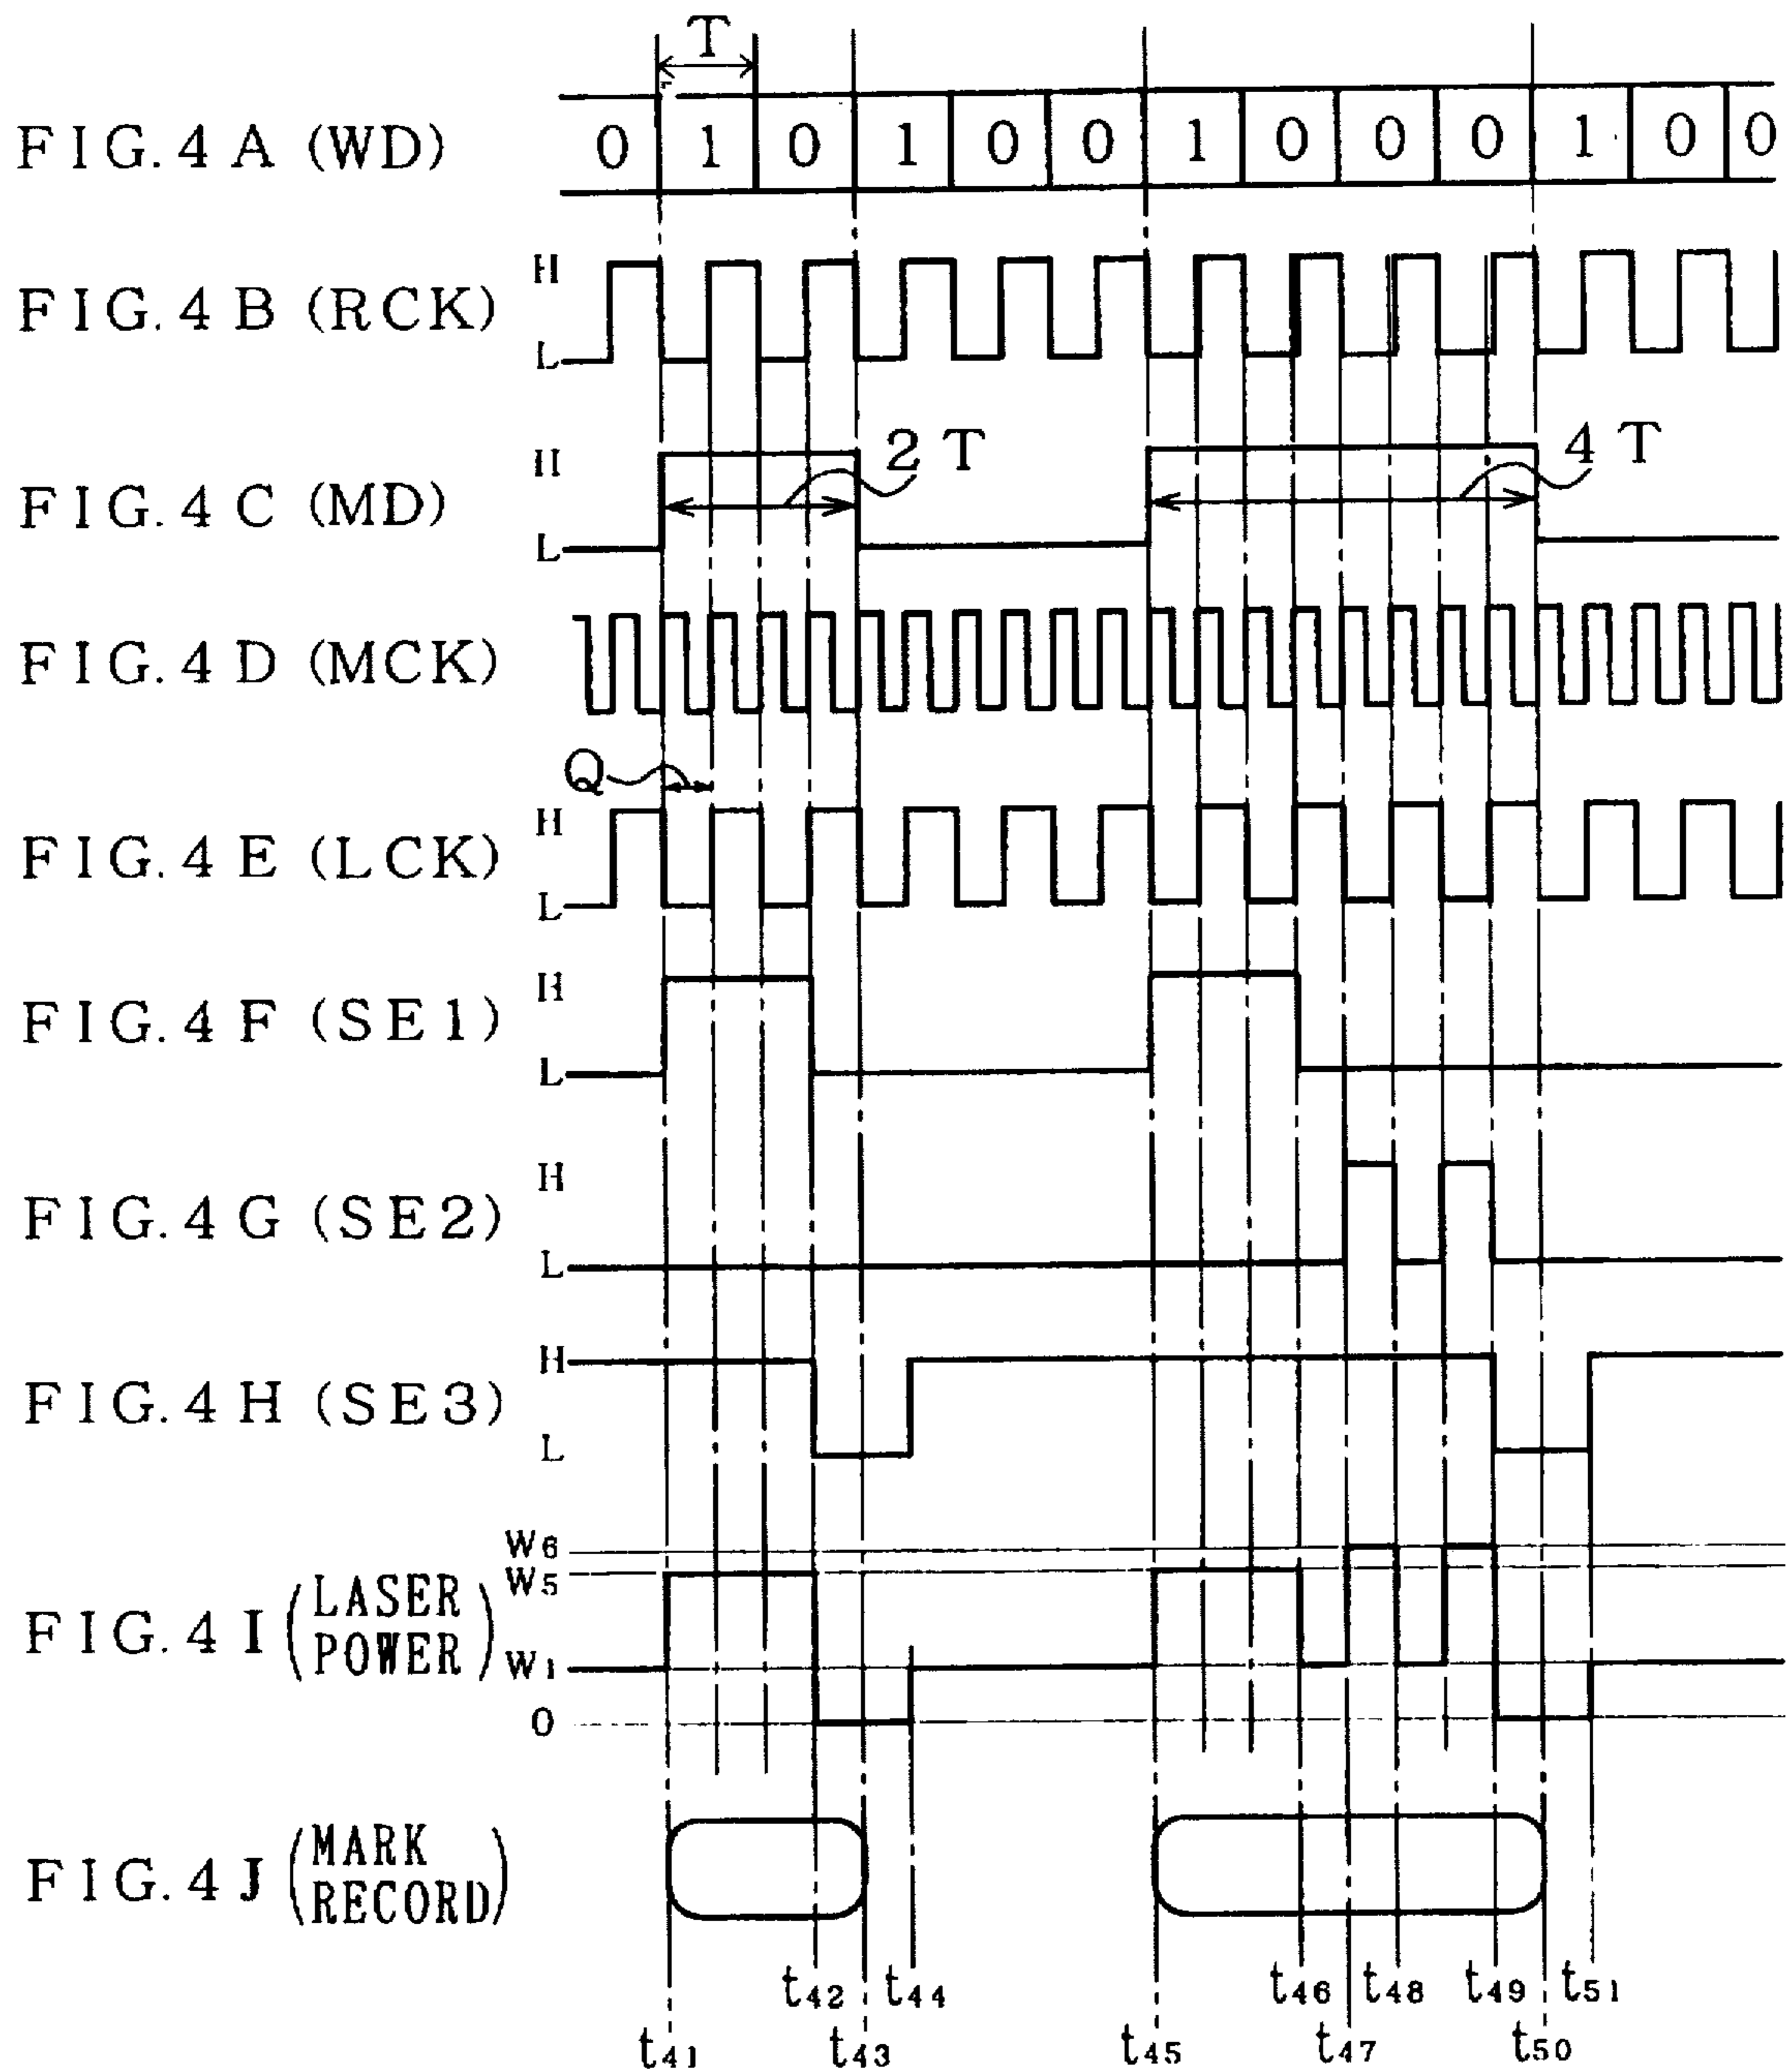 T
FIG. 4 A (WD) 0 1 0 1 0 0 1 0 0 0 1 0 0
FIG. 4 B (RCK) H L
FIG. 4 C (MD) H L 2 T 4 T
FIG. 4 D (MCK)
Q
FIG. 4 E (LCK) H L
FIG. 4 F (SE1) H L
FIG. 4 G (SE2) H L
FIG. 4 H (SE3) H L
FIG. 4 I (LASER POWER) W6 W5 W1 0
FIG. 4 J (MARK RECORD)
t42 t44 t46 t48 t49 t51
t41 t43 t45 t47 t50